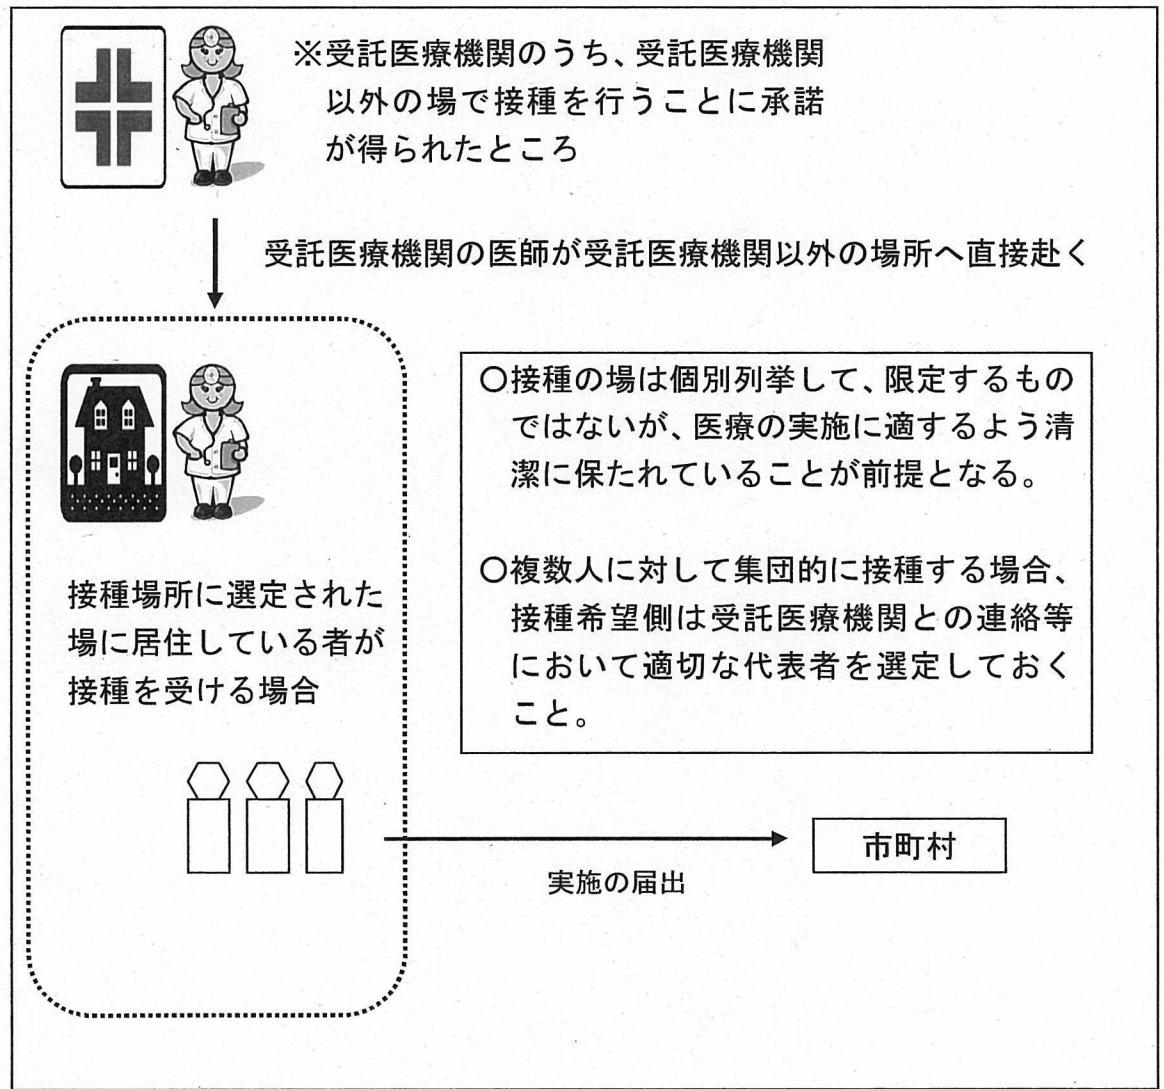 ※受託医療機関のうち、受託医療機関
以外の場で接種を行うことに承諾
が得られたところ
受託医療機関の医師が受託医療機関以外の場所へ直接赴く
○接種の場は個別列挙して、限定するもの
ではないが、医療の実施に適するよう清
潔に保たれていることが前提となる。
○複数人に対して集団的に接種する場合、
接種希望側は受託医療機関との連絡等
において適切な代表者を選定しておく
こと。
接種場所に選定された
場に居住している者が
接種を受ける場合
実施の届出
市町村